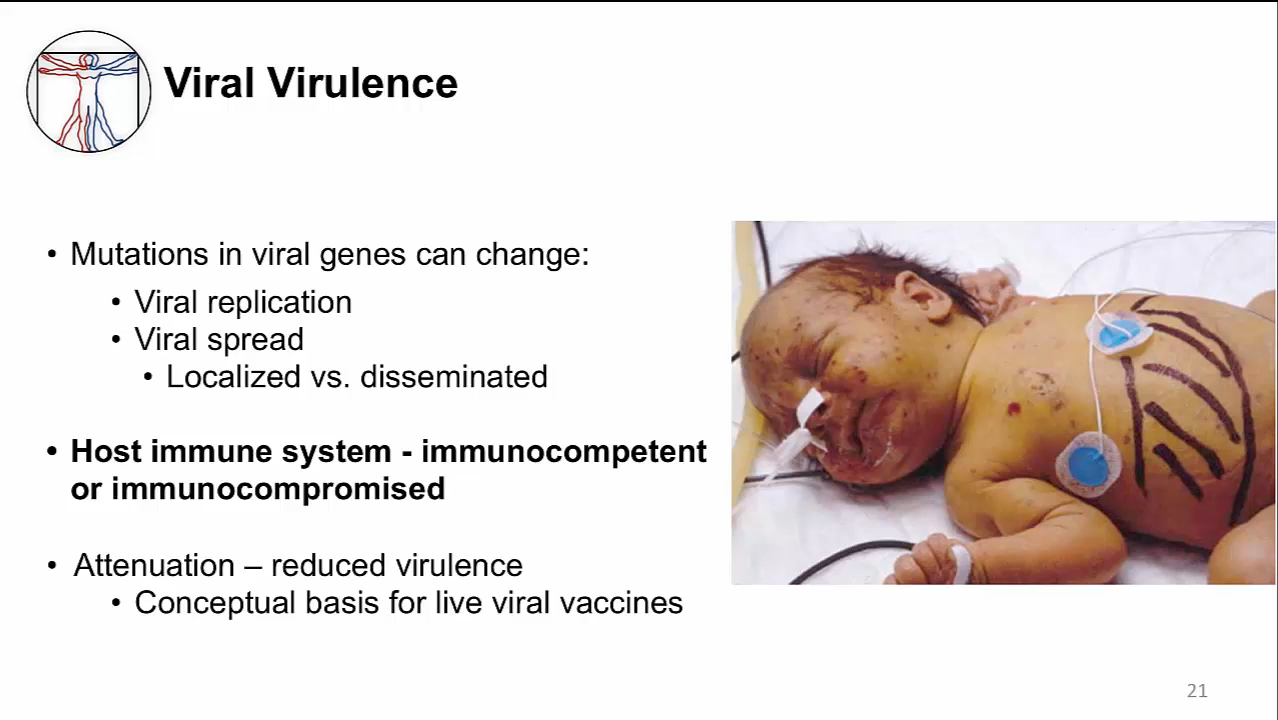 Viral Virulence
• Mutations in viral genes can change:
• Viral replication
• Viral spread
• Localized vs. disseminated
• Host immune system - immunocompetent
or immunocompromised
• Attenuation – reduced virulence
• Conceptual basis for live viral vaccines
21